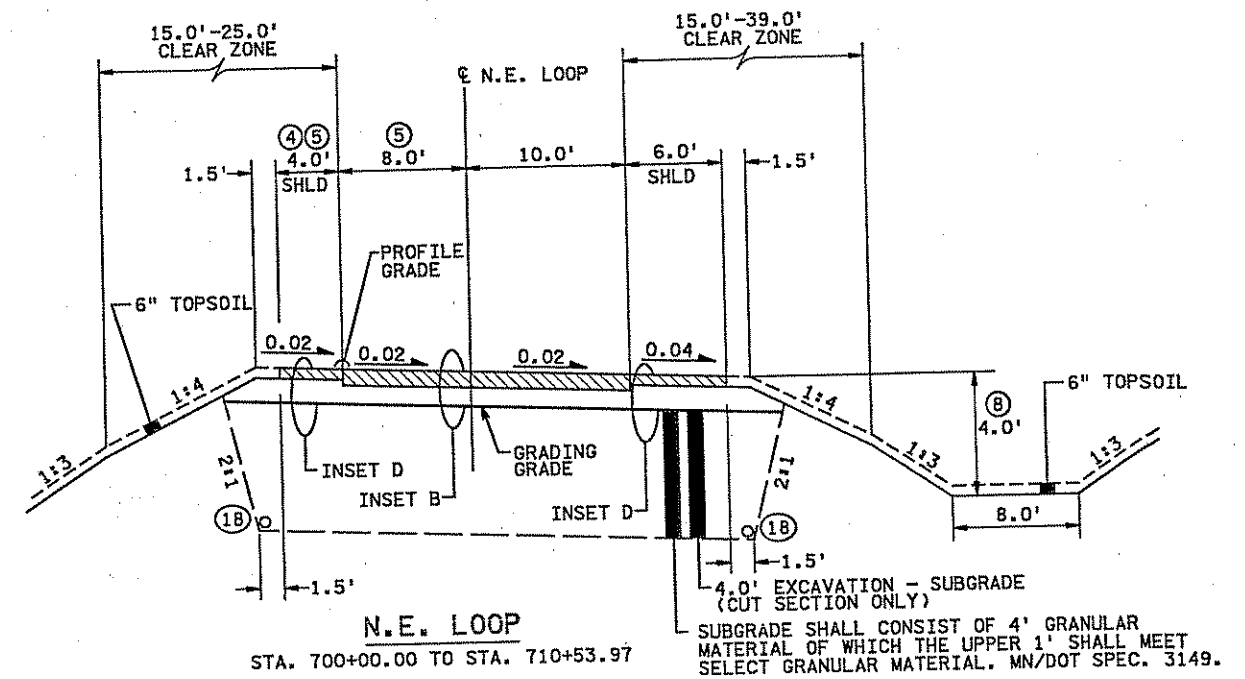 15.0'-25.0'
CLEAR ZONE
15.0'-39.0'
CLEAR ZONE
℄ N.E. LOOP
④ ⑤
4.0'
SHLD
⑤
8.0'
10.0'
6.0'
SHLD
1.5'
1.5'
PROFILE
GRADE
6" TOPSOIL
0.02
0.02
0.02
0.04
1:4
1:3
1:4
1:3
1:3
6" TOPSOIL
⑧
4.0'
8.0'
2:1
2:1
INSET D
INSET B
GRADING
GRADE
INSET D
⑱
⑱
1.5'
1.5'
4.0' EXCAVATION - SUBGRADE
(CUT SECTION ONLY)
SUBGRADE SHALL CONSIST OF 4' GRANULAR
MATERIAL OF WHICH THE UPPER 1' SHALL MEET
SELECT GRANULAR MATERIAL. MN/DOT SPEC. 3149.
N.E. LOOP
STA. 700+00.00 TO STA. 710+53.97